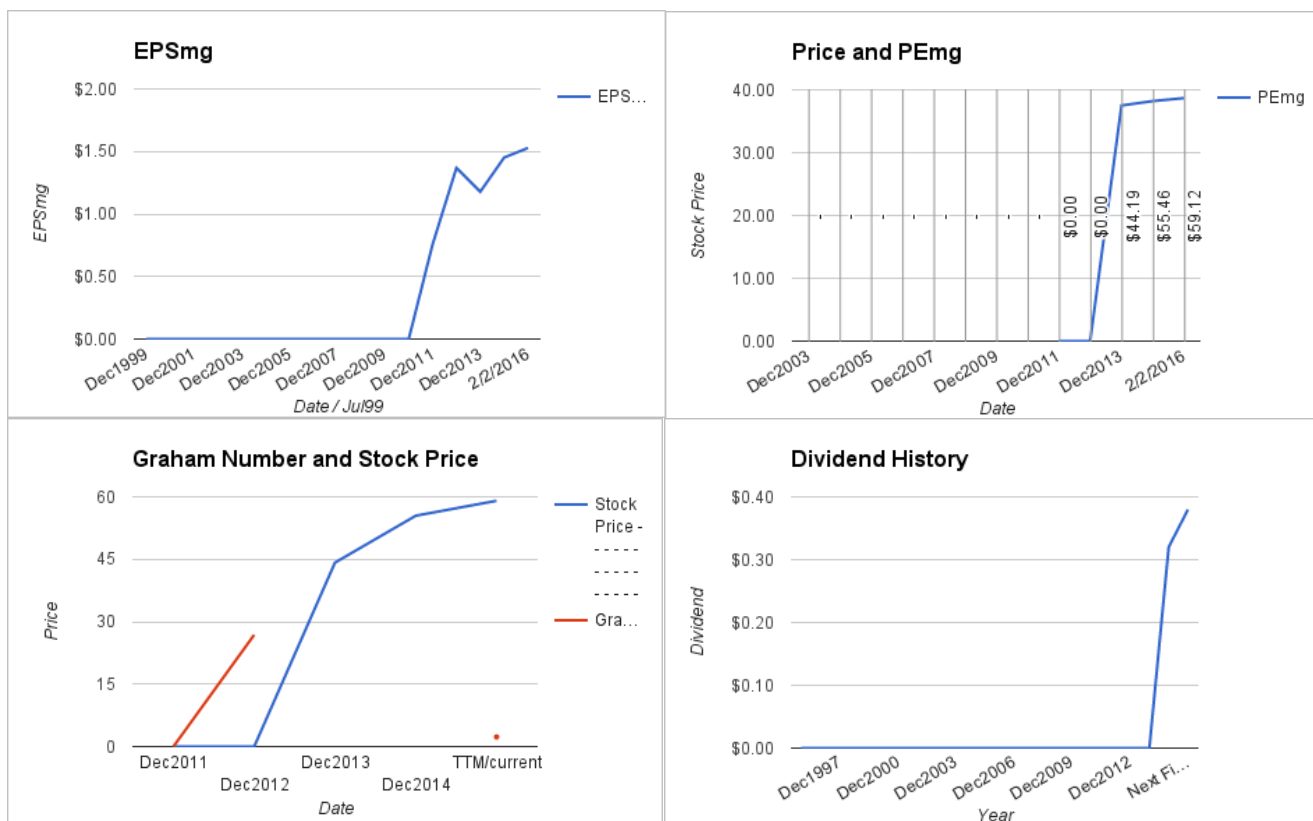 EPSmg
$2.00
$1.50
$1.00
$0.50
$0.00
EPSmg
EPS...
Dec1999
Dec2001
Dec2003
Dec2005
Dec2007
Dec2009
Dec2011
Dec2013
2/2/2016
Date / Jul99
Price and PEmg
40.00
30.00
20.00
10.00
0.00
Stock Price
PEmg
-
-
-
-
-
-
-
-
$0.00
$0.00
$44.19
$55.46
$59.12
Dec2003
Dec2005
Dec2007
Dec2009
Dec2011
Dec2013
2/2/2016
Date
Graham Number and Stock Price
60
45
30
15
0
Price
Stock
Price -
- - - - -
- - - - -
- - - - -
Gra...
Dec2011
Dec2012
Dec2013
Dec2014
TTM/current
Date
Dividend History
$0.40
$0.30
$0.20
$0.10
$0.00
Dividend
Dec1997
Dec2000
Dec2003
Dec2006
Dec2009
Dec2012
Next Fi...
Year